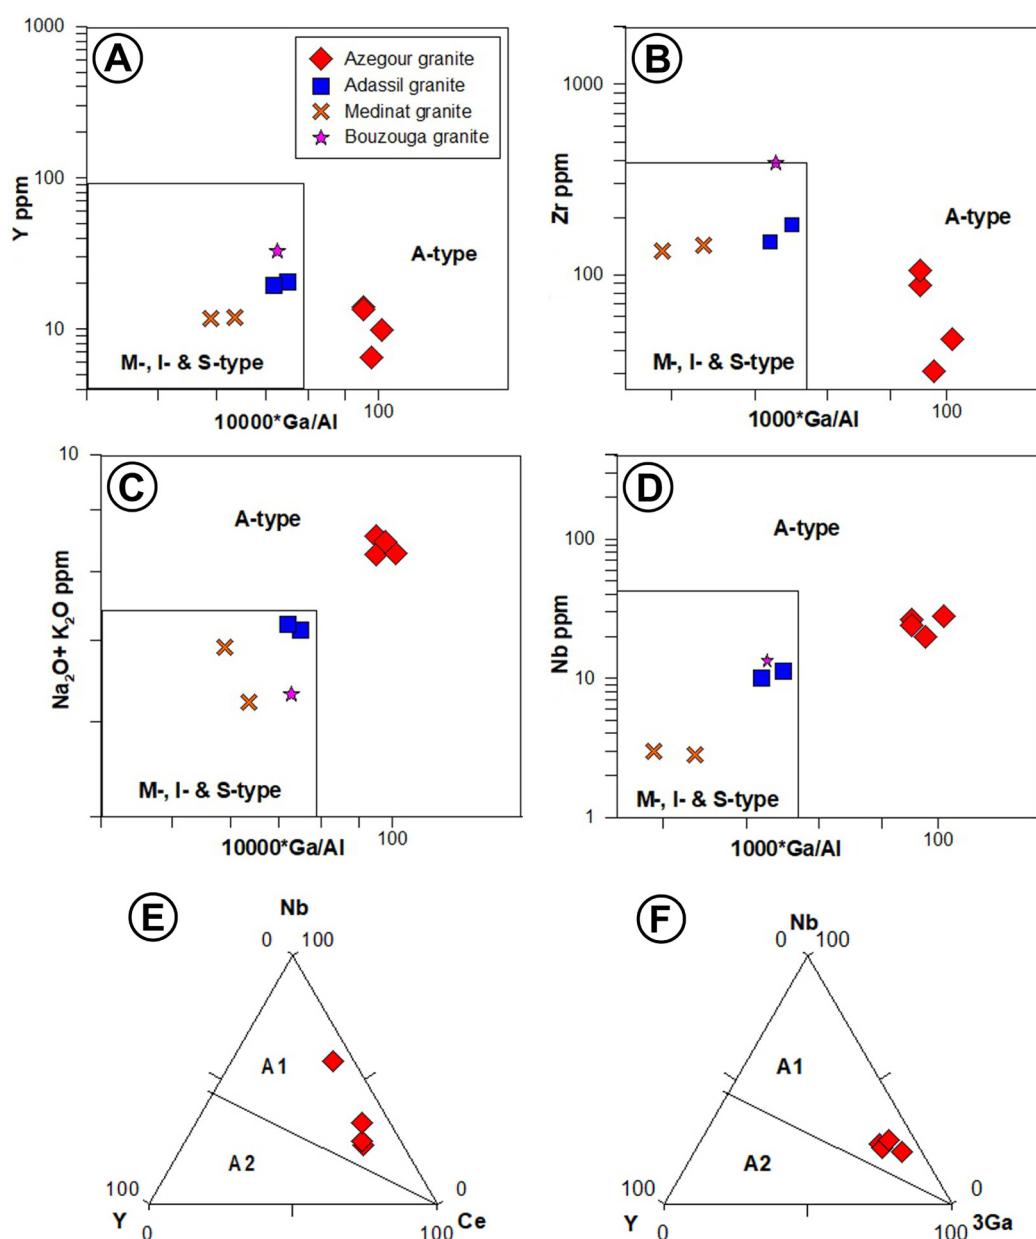 A
1000
100
10
Y ppm
Azegour granite
Adassil granite
Medinat granite
Bouzouga granite
A-type
M-, I- & S-type
100
10000*Ga/Al
B
1000
100
Zr ppm
A-type
M-, I- & S-type
100
1000*Ga/Al
C
10
Na₂O+ K₂O ppm
A-type
M-, I- & S-type
100
10000*Ga/Al
D
100
10
1
Nb ppm
A-type
M-, I- & S-type
100
1000*Ga/Al
E
Nb
0 100
A1
A2
100 0
Y Ce
0 100
F
Nb
0 100
A1
A2
100 0
Y 3Ga
0 100